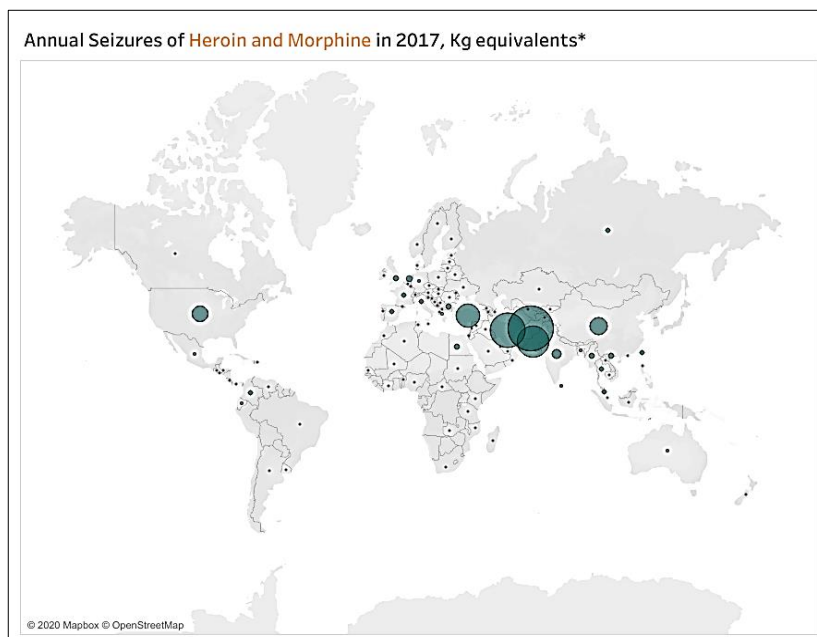 Annual Seizures of Heroin and Morphine in 2017, Kg equivalents*
© 2020 Mapbox © OpenStreetMap